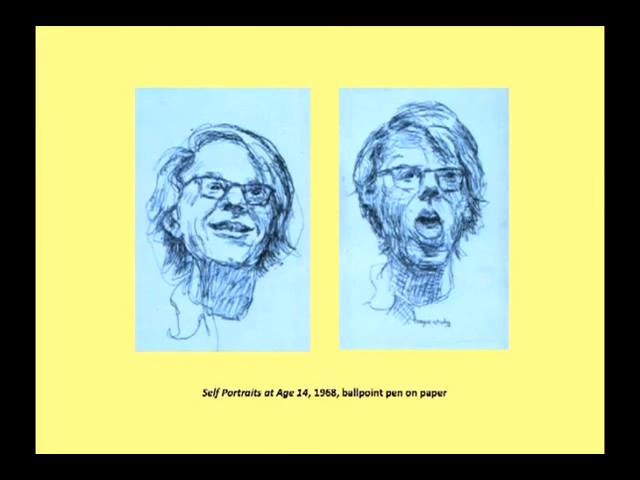 Self Portraits at Age 14, 1968, ballpoint pen on paper